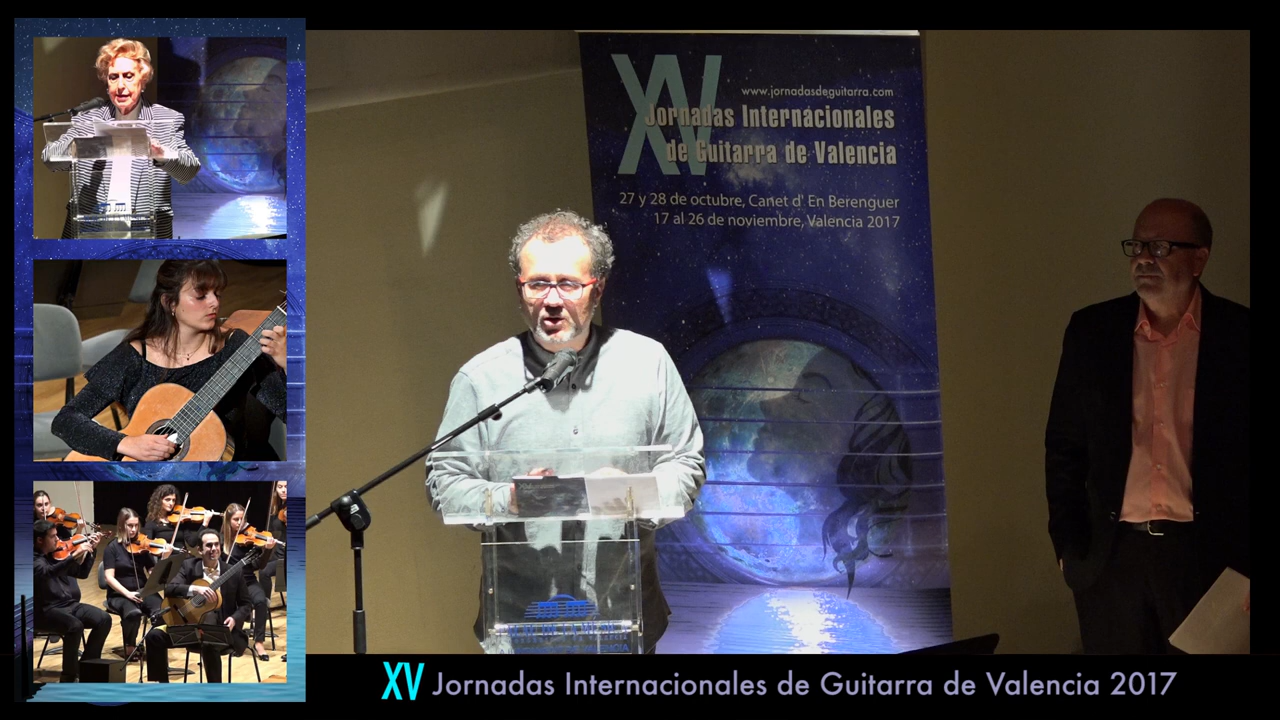 XV
www.jornadasdeguitarra.com
Jornadas Internacionales
de Guitarra de Valencia
27 y 28 de octubre, Canet d' En Berenguer
17 al 26 de noviembre, Valencia 2017
XV Jornadas Internacionales de Guitarra de Valencia 2017